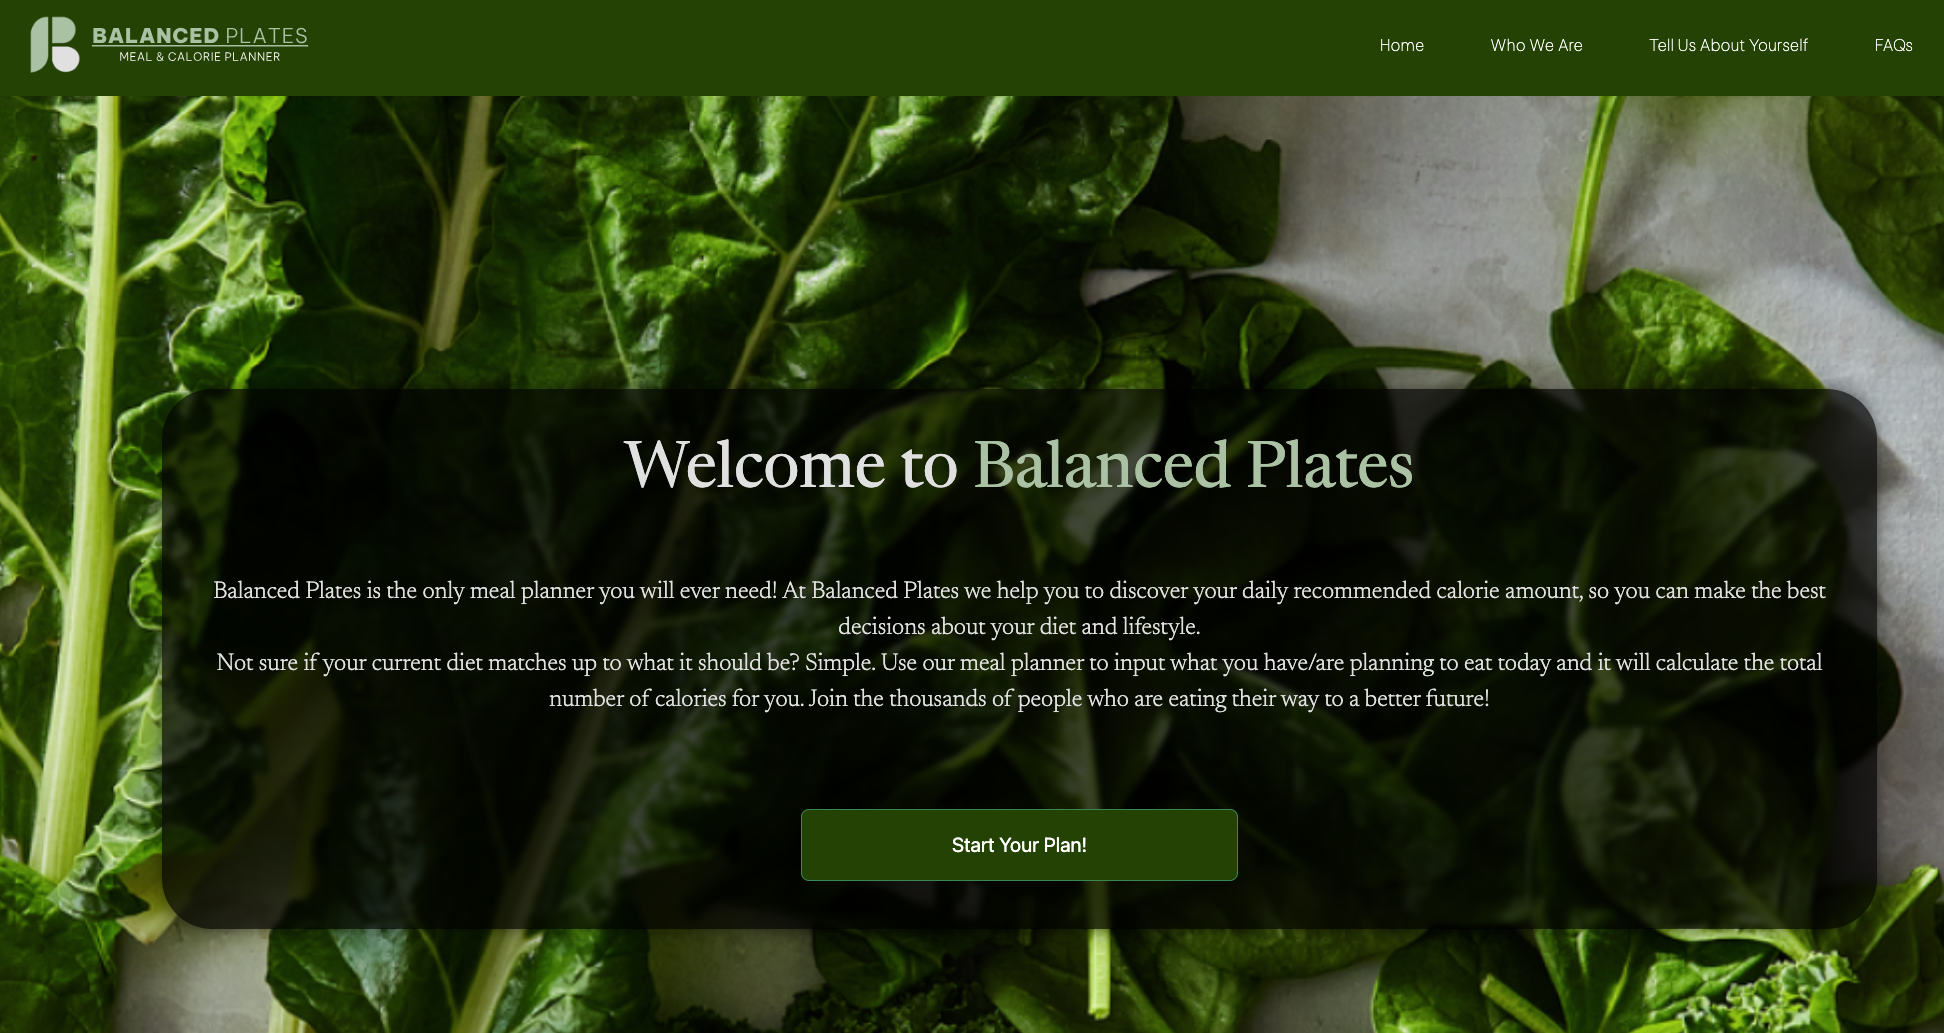 BALANCED PLATES
MEAL & CALORIE PLANNER
Home
Who We Are
Tell Us About Yourself
FAQs
Welcome to Balanced Plates
Balanced Plates is the only meal planner you will ever need! At Balanced Plates we help you to discover your daily recommended calorie amount, so you can make the best
decisions about your diet and lifestyle.
Not sure if your current diet matches up to what it should be? Simple. Use our meal planner to input what you have/are planning to eat today and it will calculate the total
number of calories for you. Join the thousands of people who are eating their way to a better future!
Start Your Plan!